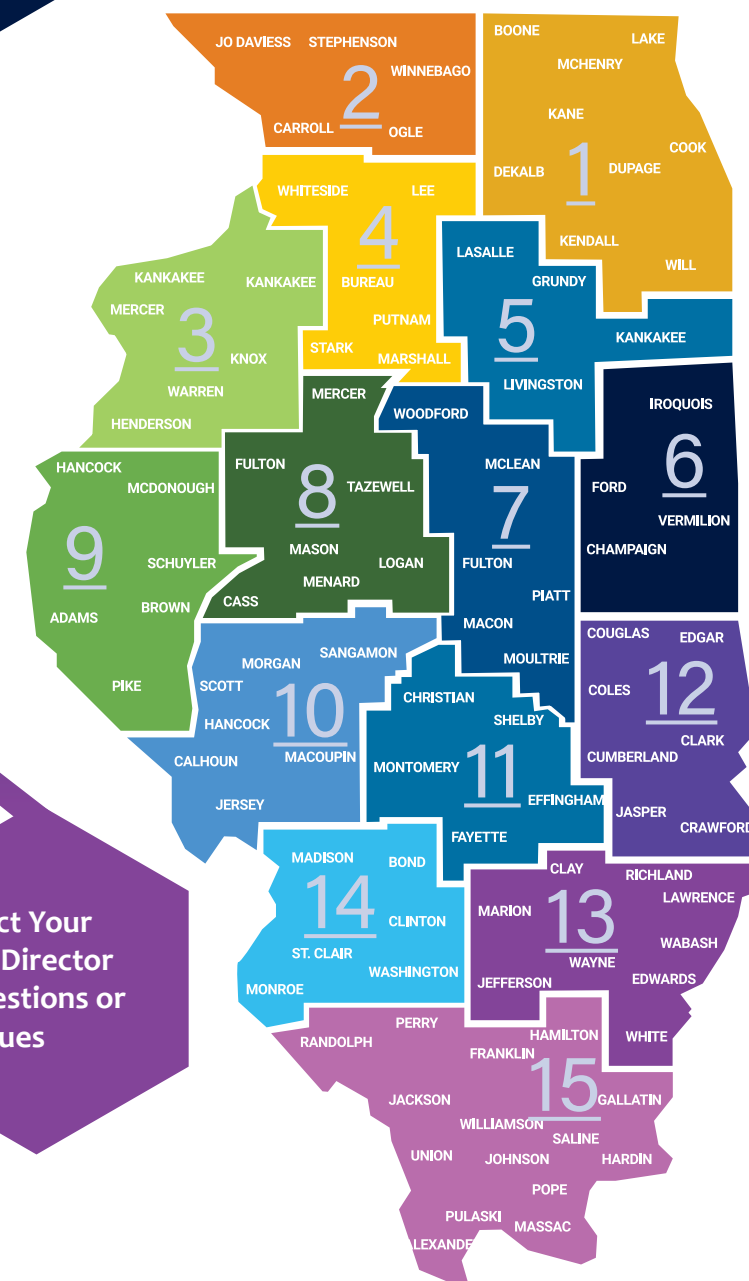 JO DAVIESS STEPHENSON
WINNEBAGO
2
CARROLL OGLE
BOONE LAKE
MCHENRY
KANE
COOK
1
DEKALB DUPAGE
KENDALL
WILL
WHITESIDE LEE
4
BUREAU
PUTNAM
STARK MARSHALL
KANKAKEE KANKAKEE
MERCER
3
KNOX
WARREN
HENDERSON
LASALLE
GRUNDY
5
KANKAKEE
LIVINGSTON
IROQUOIS
6
FORD
VERMILION
CHAMPAIGN
WOODFORD
MCLEAN
7
FULTON
PIATT
MACON
MOULTRIE
MERCER
FULTON
8
TAZEWELL
MASON
LOGAN
MENARD
CASS
HANCOCK
MCDONOUGH
9
SCHUYLER
BROWN
ADAMS
PIKE
SANGAMON
MORGAN
SCOTT
10
HANCOCK
MACOUPIN
CALHOUN
JERSEY
CHRISTIAN
SHELBY
MONTOMERY
11
EFFINGHAM
FAYETTE
COUGLAS EDGAR
COLES
12
CLARK
CUMBERLAND
JASPER
CRAWFORD
CLAY RICHLAND
LAWRENCE
MARION
13
WABASH
WAYNE
JEFFERSON EDWARDS
WHITE
MADISON BOND
14
CLINTON
ST. CLAIR
WASHINGTON
MONROE
PERRY
RANDOLPH HAMILTON
FRANKLIN
15
JACKSON GALLATIN
WILLIAMSON
SALINE
UNION JOHNSON HARDIN
POPE
PULASKI
MASSAC
LEXANDE
ct Your
Director
estions or
ues